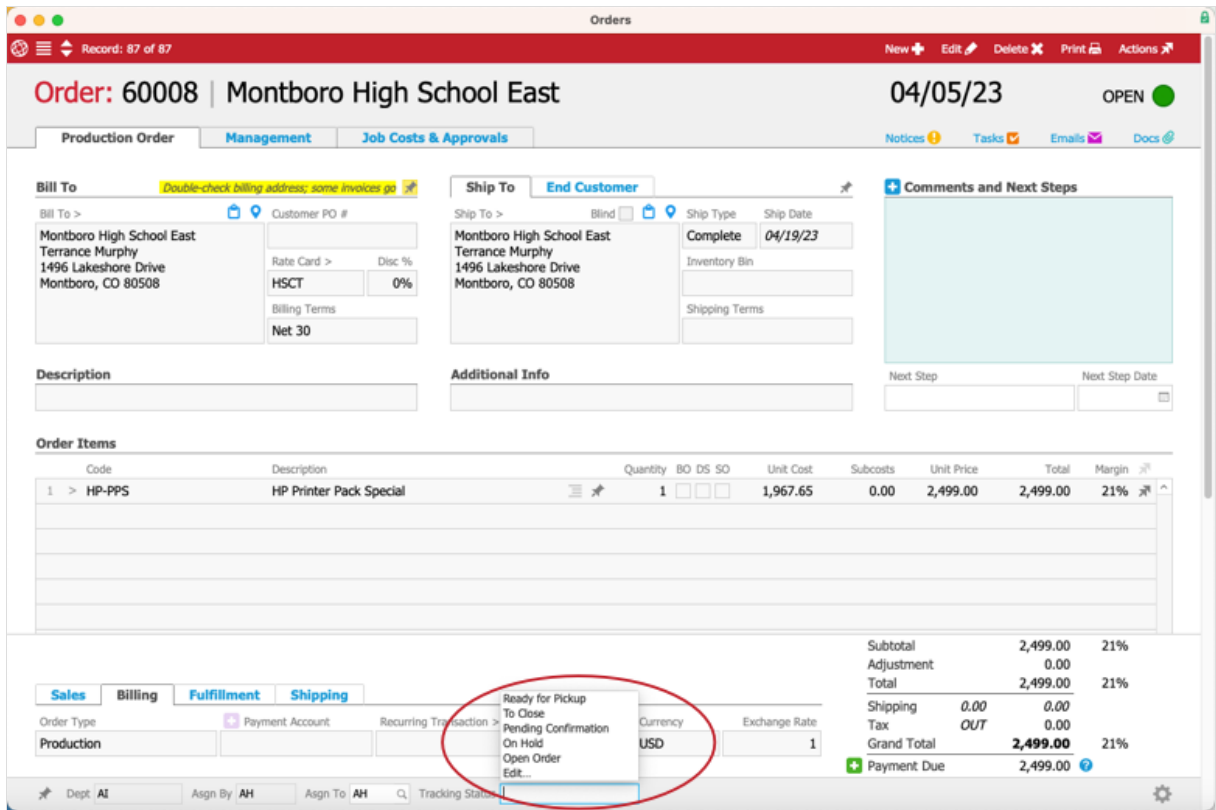 Orders
Record: 87 of 87
New Edit Delete Print Actions
Order: 60008 | Montboro High School East 04/05/23 OPEN
Production Order Management Job Costs & Approvals Notices Tasks Emails Docs
Bill To Double-check billing address; some invoices go
Bill To > Customer PO #
Montboro High School East
Terrance Murphy
1496 Lakeshore Drive
Montboro, CO 80508
Rate Card > Disc %
HSCT 0%
Billing Terms
Net 30
Ship To End Customer
Ship To > Blind Ship Type Ship Date
Montboro High School East
Terrance Murphy
1496 Lakeshore Drive
Montboro, CO 80508
Complete 04/19/23
Inventory Bin
Shipping Terms
Comments and Next Steps
Next Step Next Step Date
Description
Additional Info
Order Items
Code Description Quantity BO DS SO Unit Cost Subcosts Unit Price Total Margin
1 > HP-PPS HP Printer Pack Special 1 1,967.65 0.00 2,499.00 2,499.00 21%
Sales Billing Fulfillment Shipping
Order Type Payment Account Recurring Transaction > Currency Exchange Rate
Production USD 1
Ready for Pickup
To Close
Pending Confirmation
On Hold
Open Order
Edit...
Subtotal 2,499.00 21%
Adjustment 0.00
Total 2,499.00 21%
Shipping 0.00 0.00
Tax OUT 0.00
Grand Total 2,499.00 21%
Payment Due 2,499.00
Dept AI Asgn By AH Asgn To AH Tracking Status